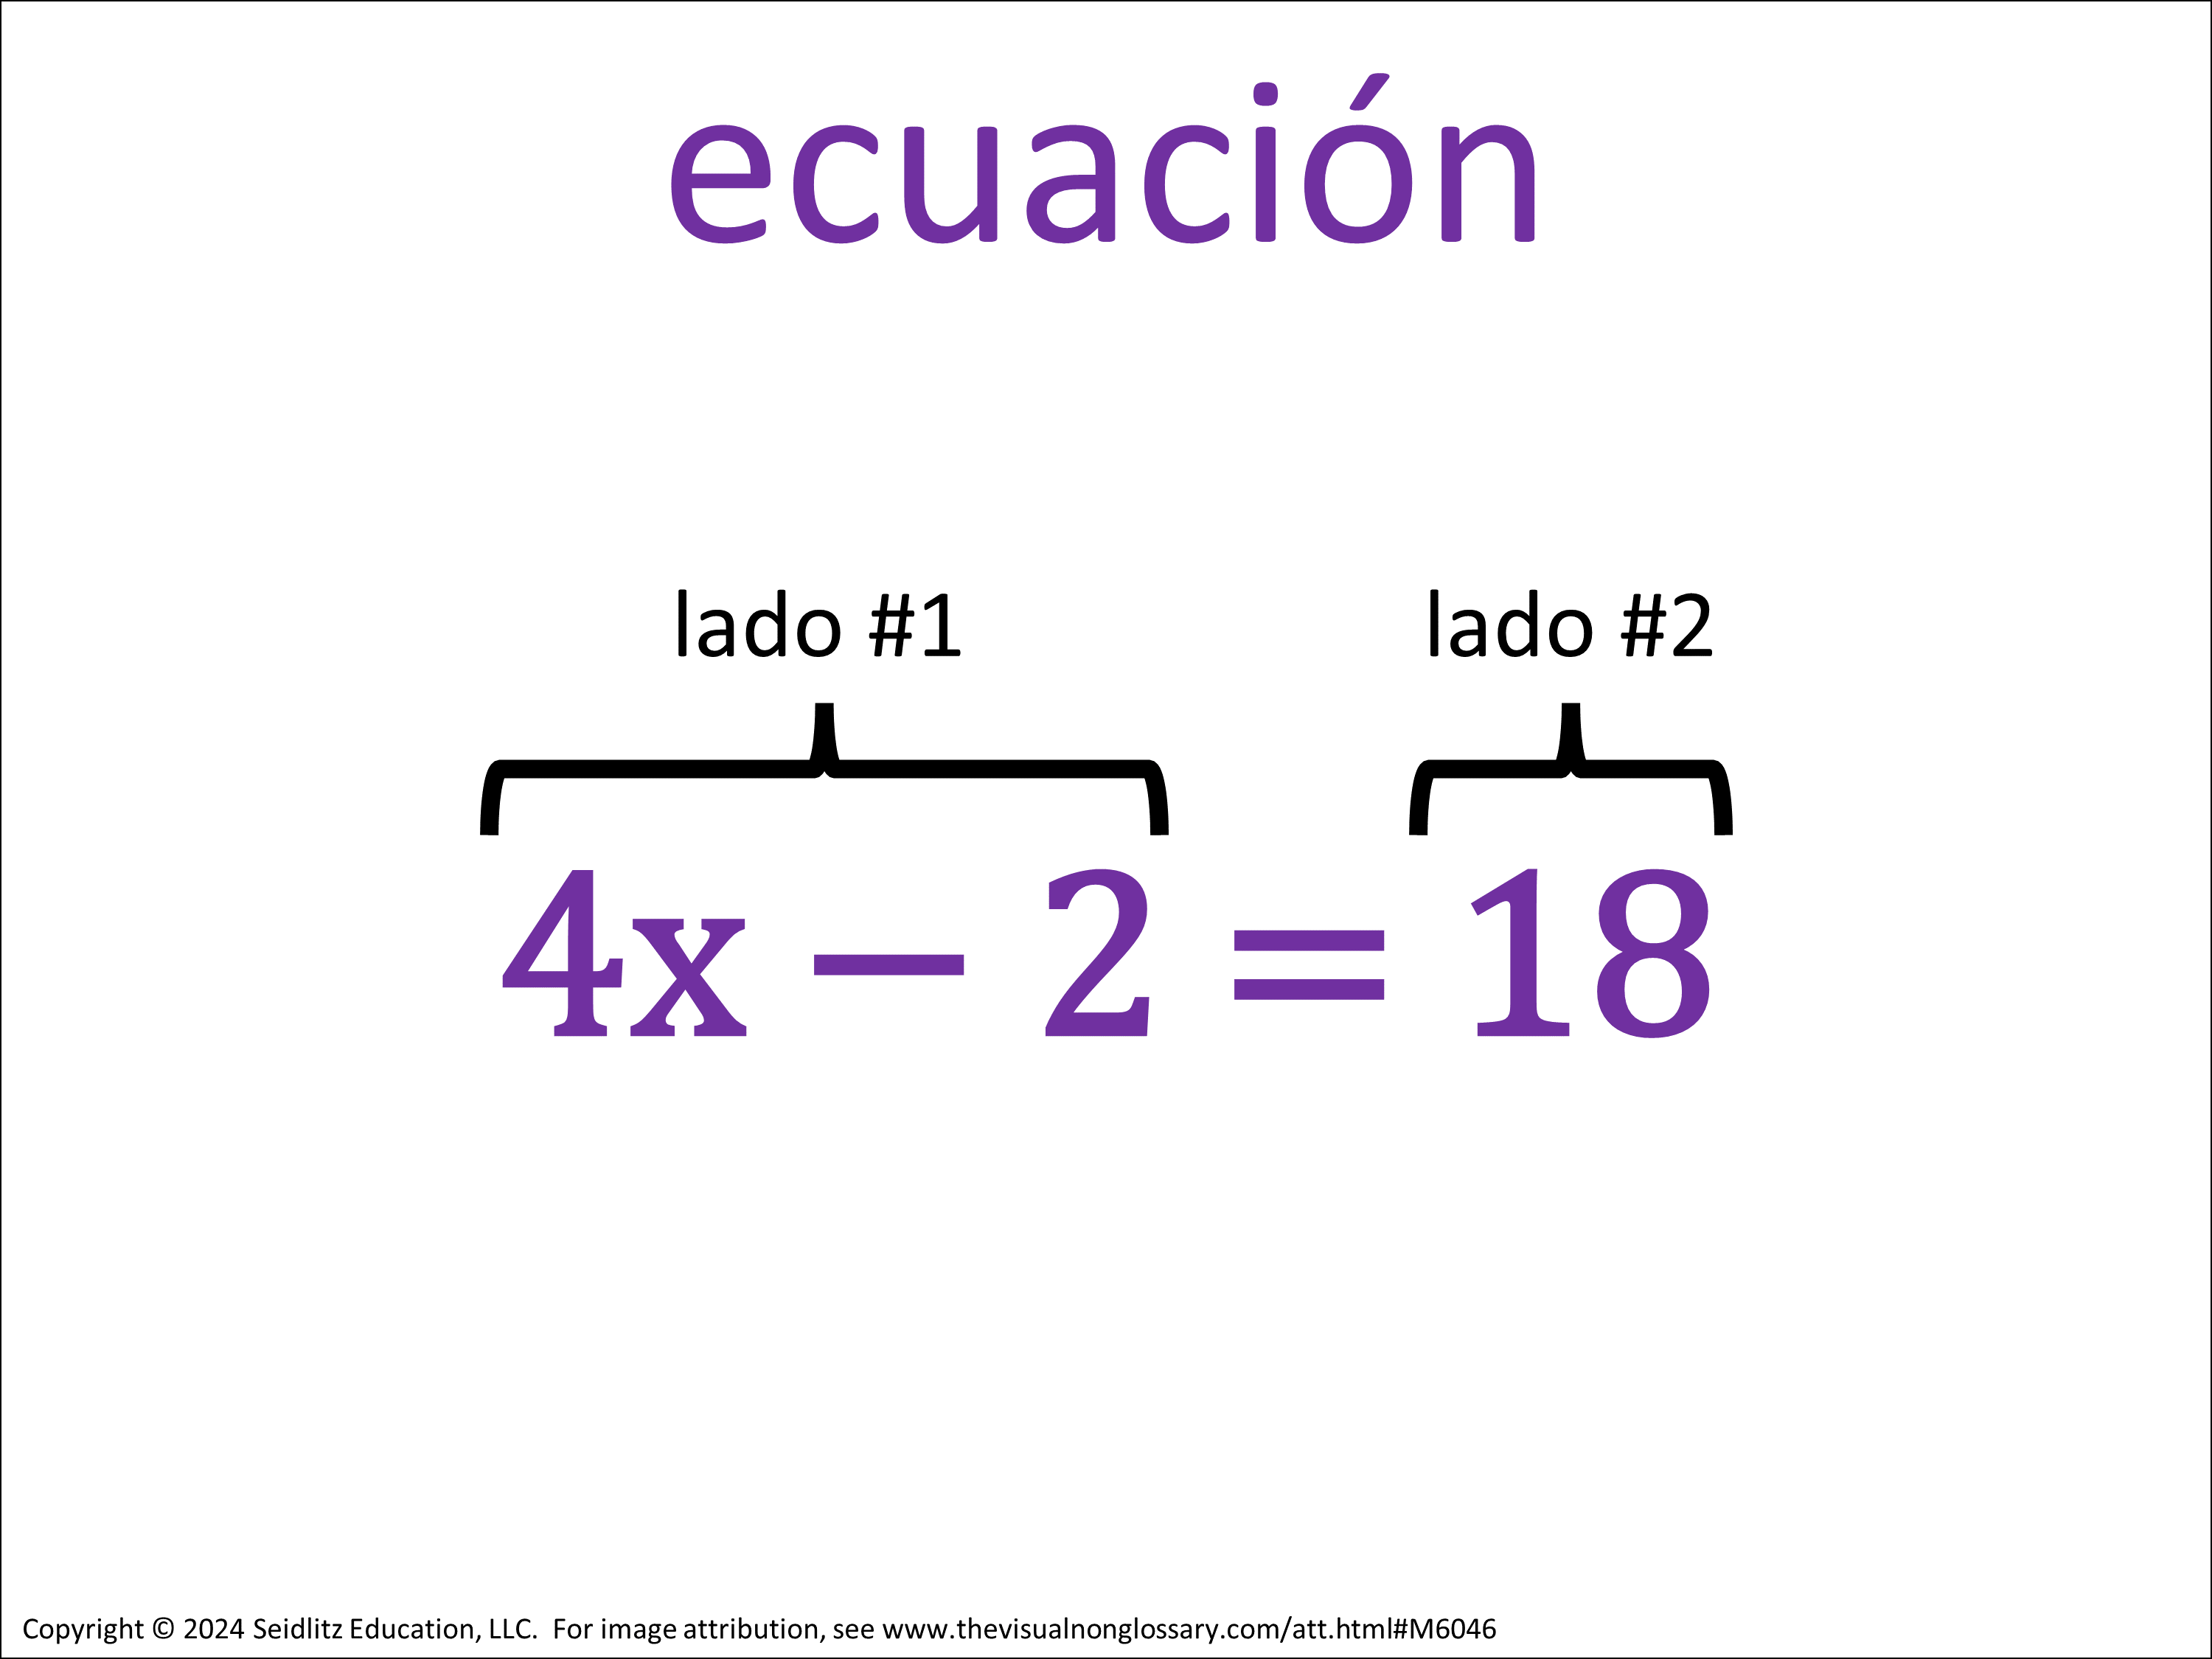 ecuación
lado #1 lado #2
4x − 2 = 18
Copyright © 2024 Seidlitz Education, LLC.  For image attribution, see www.thevisualnonglossary.com/att.html#M6046